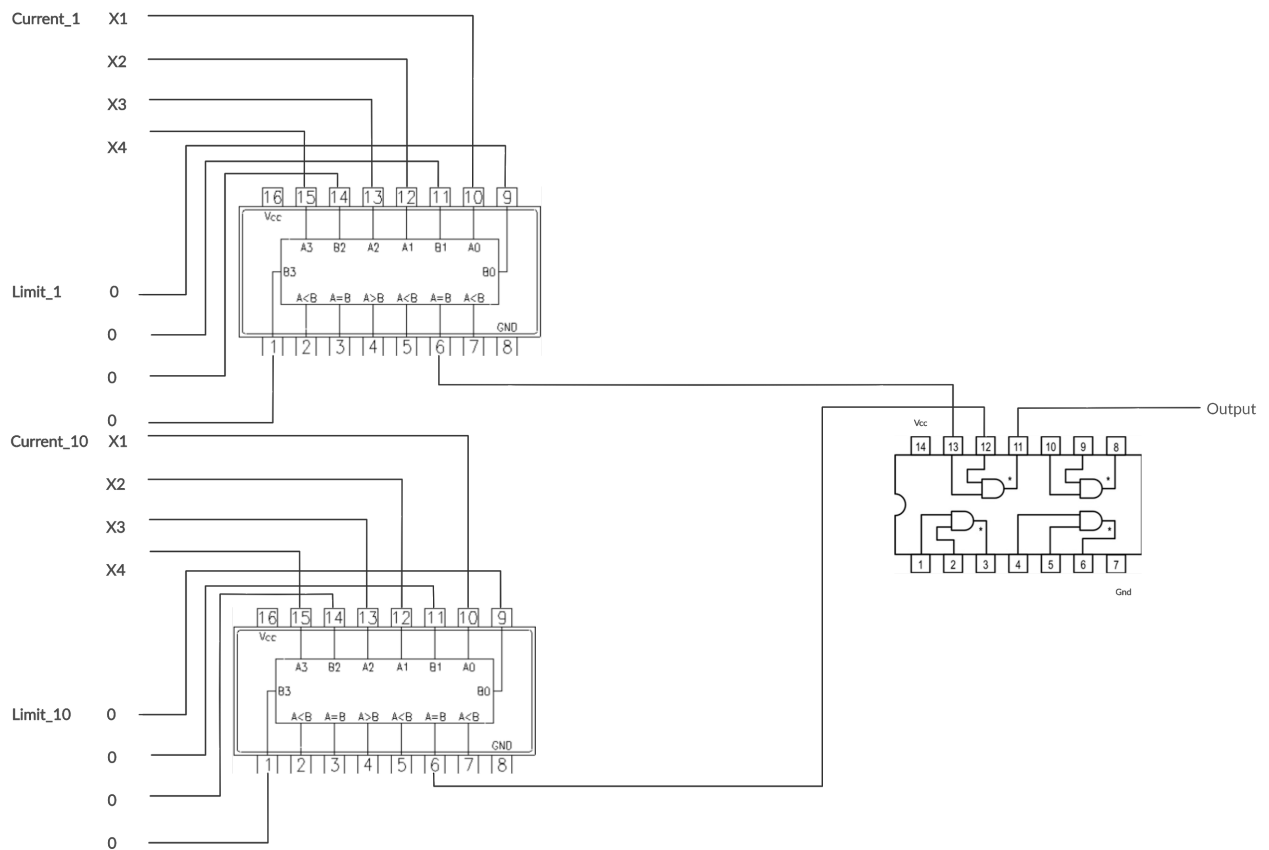 Current_1 X1
X2
X3
X4
16 15 14 13 12 11 10 9
Vcc
A3 B2 A2 A1 B1 A0
B3 B0
Limit_1 0
A<B A=B A>B A<B A=B A<B
GND
0
1 2 3 4 5 6 7 8
0
0
Output
Current_10 X1
Vcc
14 13 12 11 10 9 8
X2
* *
X3
* *
X4
1 2 3 4 5 6 7
Gnd
16 15 14 13 12 11 10 9
Vcc
A3 B2 A2 A1 B1 A0
B3 B0
Limit_10 0
A<B A=B A>B A<B A=B A<B
GND
0
1 2 3 4 5 6 7 8
0
0